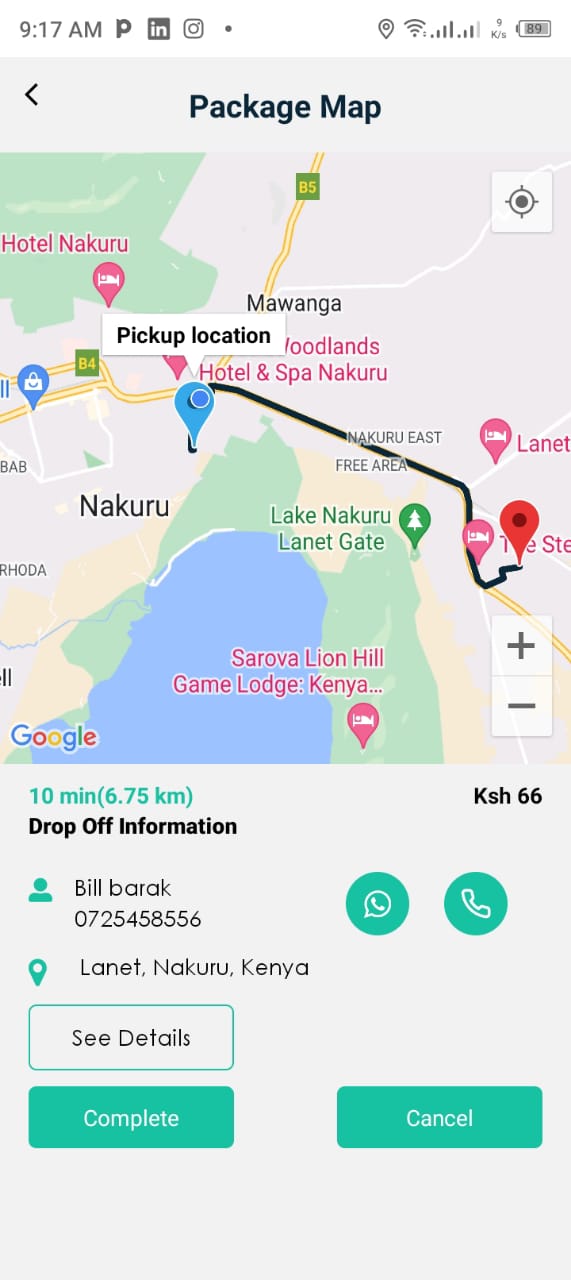 9:17 AM
9
K/s
89
Package Map
B5
Hotel Nakuru
Mawanga
Pickup location
Woodlands
Hotel & Spa Nakuru
B4
ll
NAKURU EAST
Lanet
BAB
FREE AREA
Nakuru
Lake Nakuru
Lanet Gate
The Ste
RHODA
ell
Sarova Lion Hill
Game Lodge: Kenya...
+
−
Google
10 min(6.75 km)
Ksh 66
Drop Off Information
Bill barak
0725458556
Lanet, Nakuru, Kenya
See Details
Complete
Cancel